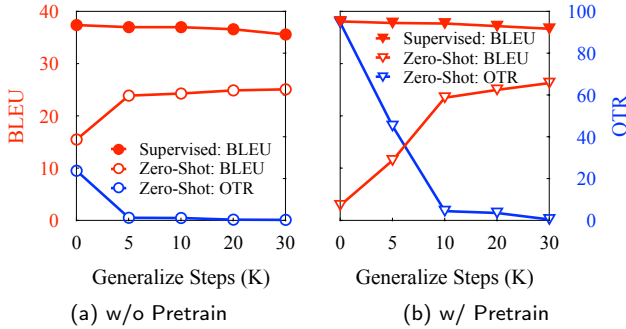 40
30
20
10
0
BLEU
Supervised: BLEU
Zero-Shot: BLEU
Zero-Shot: OTR
0 5 10 20 30
Generalize Steps (K)
(a) w/o Pretrain
Supervised: BLEU
Zero-Shot: BLEU
Zero-Shot: OTR
100
80
60
40
20
0
OTR
0 5 10 20 30
Generalize Steps (K)
(b) w/ Pretrain